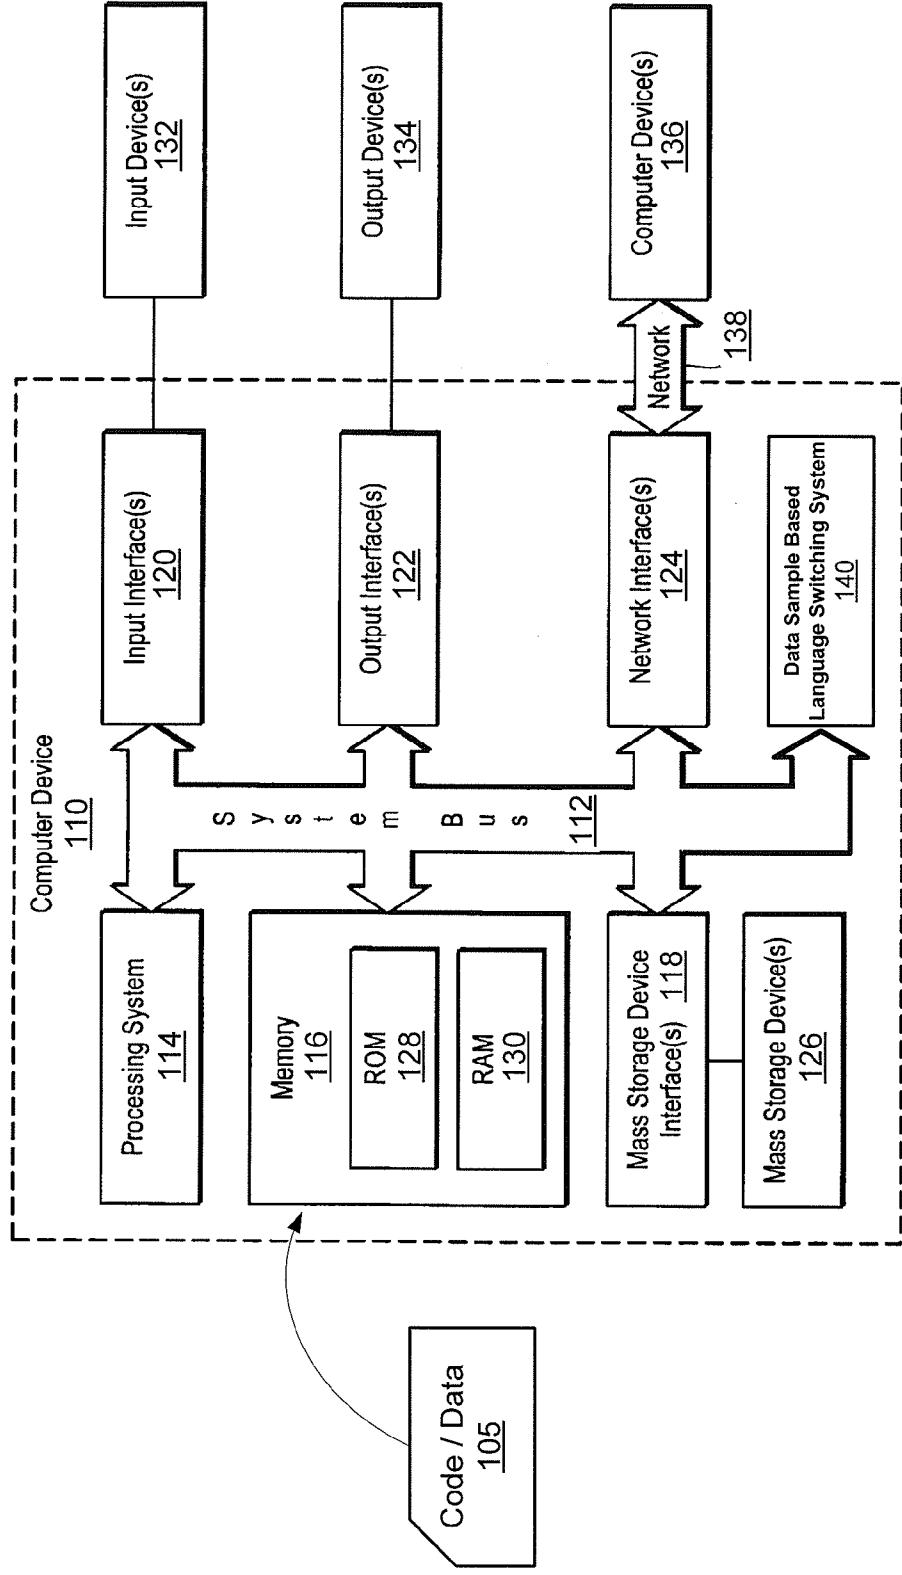 Computer Device
110
Processing System
114
Memory
116
ROM
128
RAM
130
Mass Storage Device
Interface(s) 118
Mass Storage Device(s)
126
System Bus
112
Input Interface(s)
120
Output Interface(s)
122
Network Interface(s)
124
Data Sample Based
Language Switching System
140
Input Device(s)
132
Output Device(s)
134
Computer Device(s)
136
Network
138
Code / Data
105